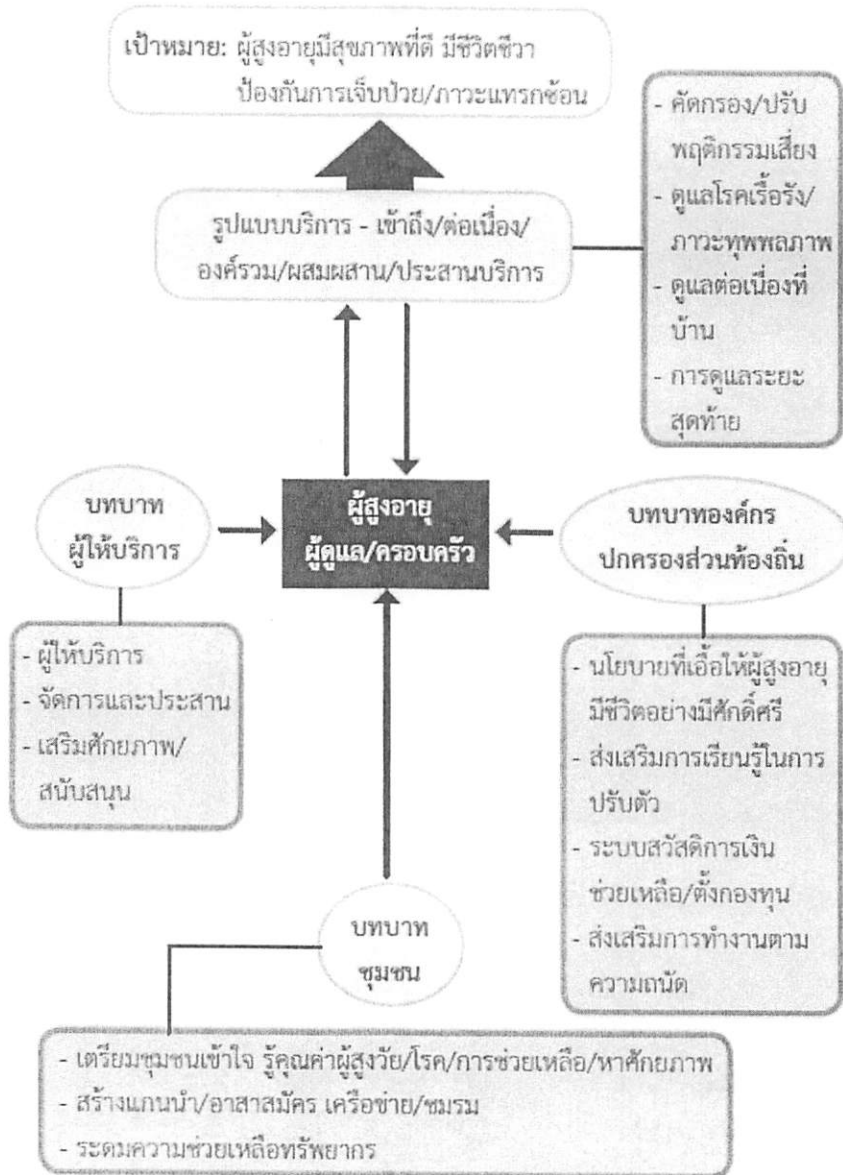 เป้าหมาย: ผู้สูงอายุมีสุขภาพที่ดี มีชีวิตชีวา
ป้องกันการเจ็บป่วย/ภาวะแทรกซ้อน
รูปแบบบริการ - เข้าถึง/ต่อเนื่อง/
องค์รวม/ผสมผสาน/ประสานบริการ
- คัดกรอง/ปรับ
พฤติกรรมเสี่ยง
- ดูแลโรคเรื้อรัง/
ภาวะทุพพลภาพ
- ดูแลต่อเนื่องที่
บ้าน
- การดูแลระยะ
สุดท้าย
บทบาท
ผู้ให้บริการ
ผู้สูงอายุ
ผู้ดูแล/ครอบครัว
บทบาทองค์กร
ปกครองส่วนท้องถิ่น
- ผู้ให้บริการ
- จัดการและประสาน
- เสริมศักยภาพ/
สนับสนุน
- นโยบายที่เอื้อให้ผู้สูงอายุ
มีชีวิตอย่างมีศักดิ์ศรี
- ส่งเสริมการเรียนรู้ในการ
ปรับตัว
- ระบบสวัสดิการเงิน
ช่วยเหลือ/ตั้งกองทุน
- ส่งเสริมการทำงานตาม
ความถนัด
บทบาท
ชุมชน
- เตรียมชุมชนเข้าใจ รู้คุณค่าผู้สูงวัย/โรค/การช่วยเหลือ/หาศักยภาพ
- สร้างแกนนำ/อาสาสมัคร เครือข่าย/ชมรม
- ระดมความช่วยเหลือทรัพยากร